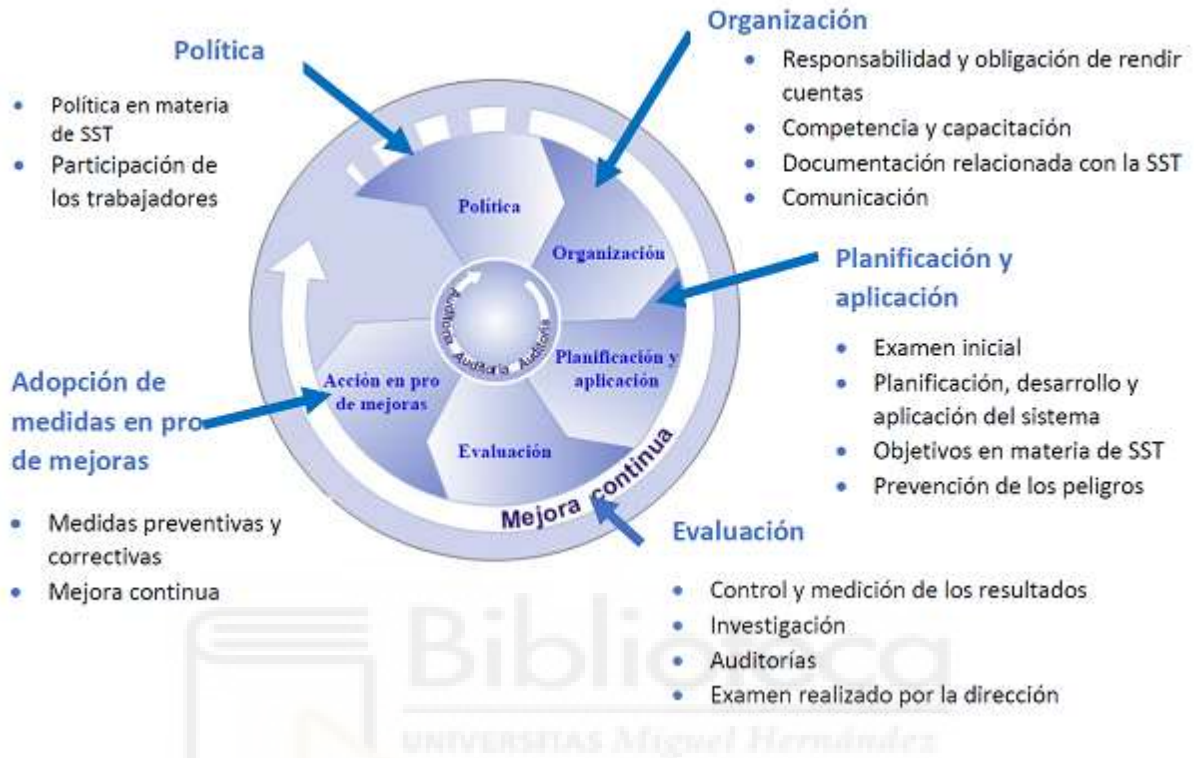 Política
• Política en materia
de SST
• Participación de
los trabajadores
Organización
• Responsabilidad y obligación de rendir
cuentas
• Competencia y capacitación
• Documentación relacionada con la SST
• Comunicación
Planificación y
aplicación
• Examen inicial
• Planificación, desarrollo y
aplicación del sistema
• Objetivos en materia de SST
• Prevención de los peligros
Evaluación
• Control y medición de los resultados
• Investigación
• Auditorías
• Examen realizado por la dirección
Adopción de
medidas en pro
de mejoras
• Medidas preventivas y
correctivas
• Mejora continua
Política
Organización
Planificación y
aplicación
Evaluación
Acción en pro
de mejoras
Auditoría Auditoría Auditoría
Mejora continua
Biblioteca
UNIVERSITAS Miguel Hernández